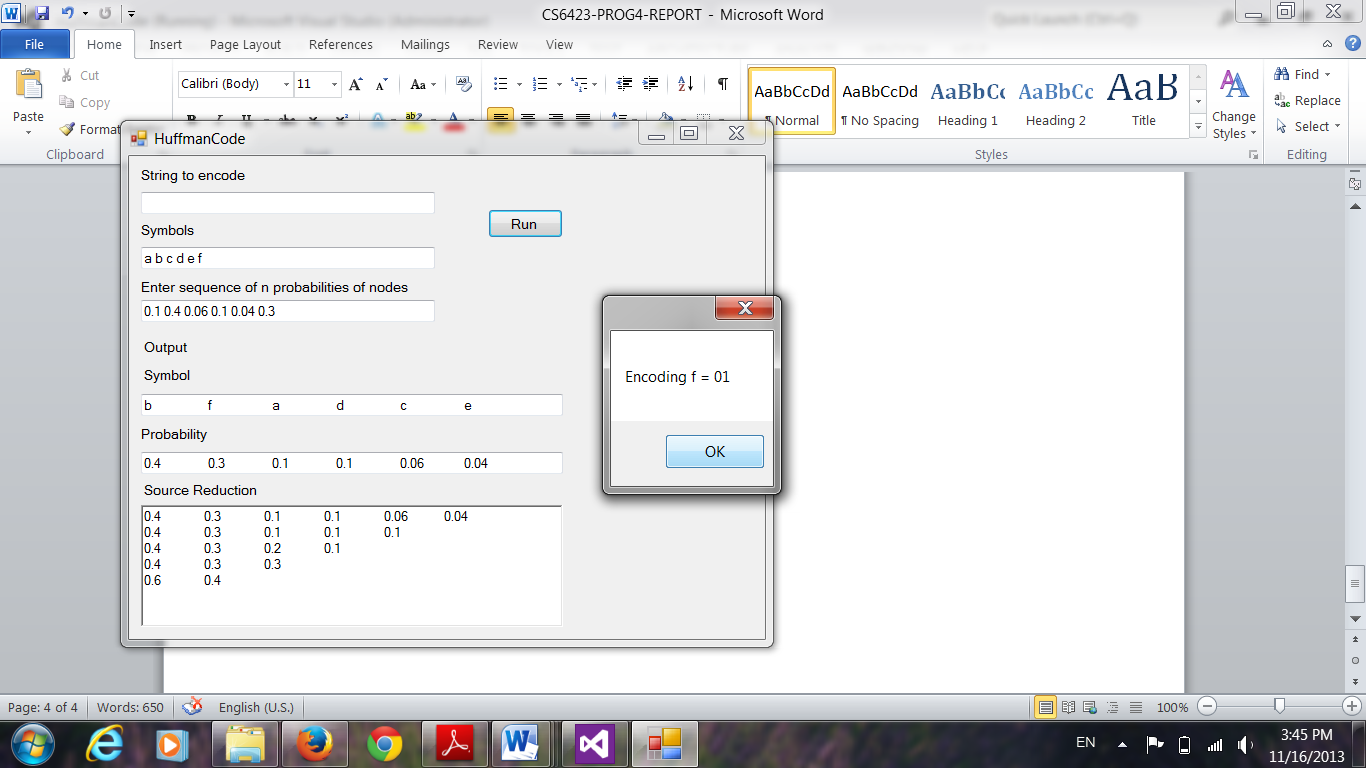 CS6423-PROG4-REPORT - Microsoft Word
File Home Insert Page Layout References Mailings Review View
Cut
Copy
Format
Paste
Clipboard
Calibri (Body) 11
AaBbCcDd AaBbCcDd AaBbCc AaBbCc AaB
¶ Normal ¶ No Spacing Heading 1 Heading 2 Title
Change
Styles
Styles
Find
Replace
Select
Editing
HuffmanCode
String to encode
Run
Symbols
a b c d e f
Enter sequence of n probabilities of nodes
0.1 0.4 0.06 0.1 0.04 0.3
Output
Symbol
b f a d c e
Probability
0.4 0.3 0.1 0.1 0.06 0.04
Source Reduction
0.4 0.3 0.1 0.1 0.06 0.04
0.4 0.3 0.1 0.1 0.1
0.4 0.3 0.2 0.1
0.4 0.3 0.3
0.6 0.4
Encoding f = 01
OK
Page: 4 of 4 Words: 650 English (U.S.) 100%
EN
3:45 PM
11/16/2013